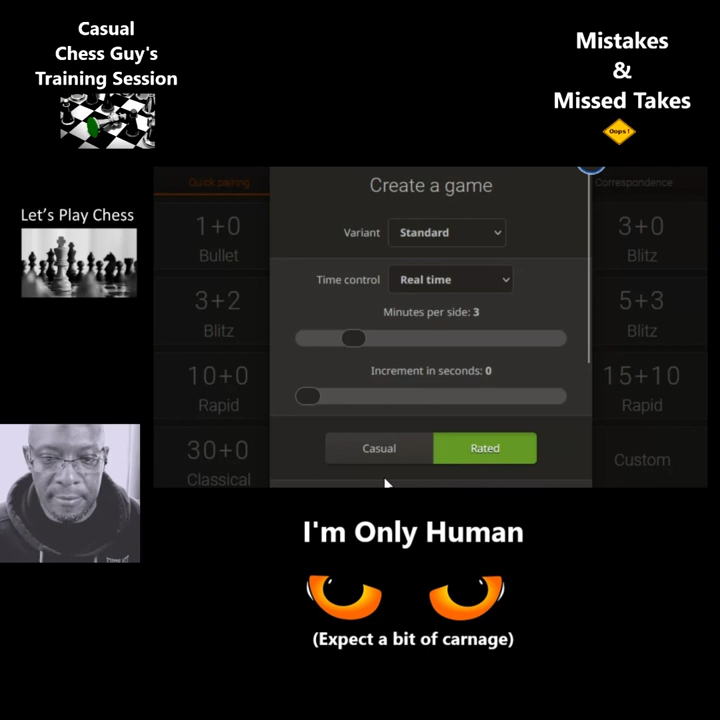 Casual
Chess Guy's
Training Session
Mistakes
&
Missed Takes
Oops!
Let's Play Chess
Quick pairing
Correspondence
1+0
Bullet
3+2
Blitz
10+0
Rapid
30+0
Classical
Create a game
Variant Standard
Time control Real time
Minutes per side: 3
Increment in seconds: 0
Casual Rated
3+0
Blitz
5+3
Blitz
15+10
Rapid
Custom
I'm Only Human
(Expect a bit of carnage)